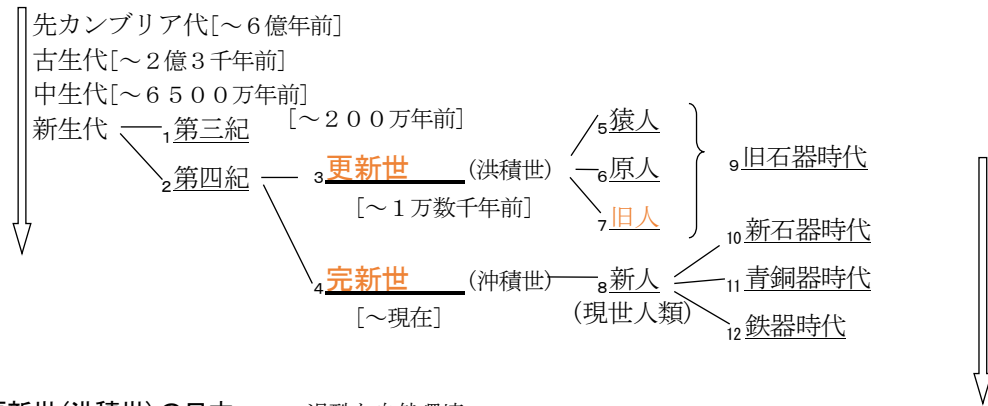 先カンブリア代[～６億年前]
古生代[～２億３千年前]
中生代[～６５００万年前]
新生代 1第三紀 [～２００万年前]
2第四紀
3更新世 (洪積世)
[～１万数千年前]
5猿人
6原人
7旧人
9旧石器時代
4完新世 (沖積世)
[～現在]
8新人
(現世人類)
10新石器時代
11青銅器時代
12鉄器時代